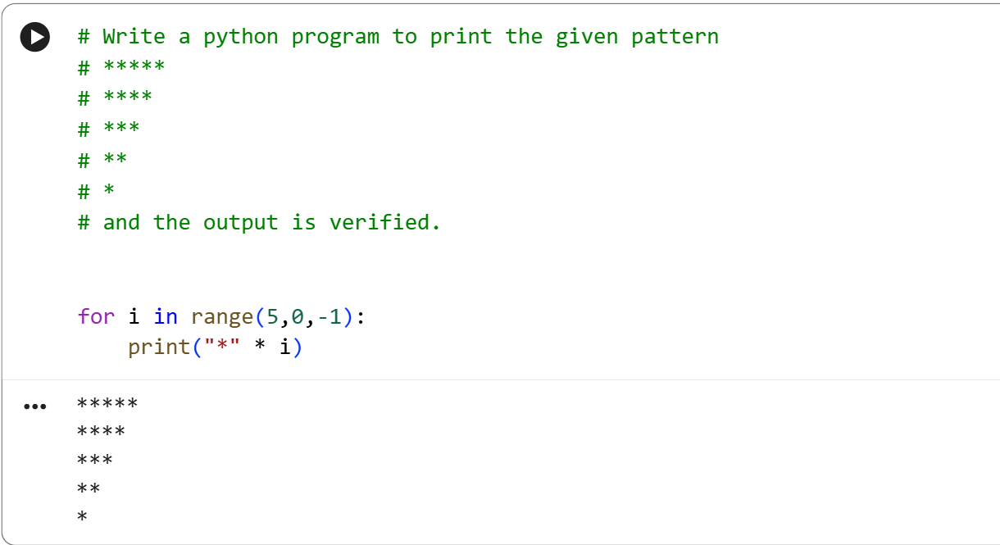 # Write a python program to print the given pattern
# *****
# ****
# ***
# **
# *
# and the output is verified.
for i in range(5,0,-1):
    print("*" * i)
*****
****
***
**
*